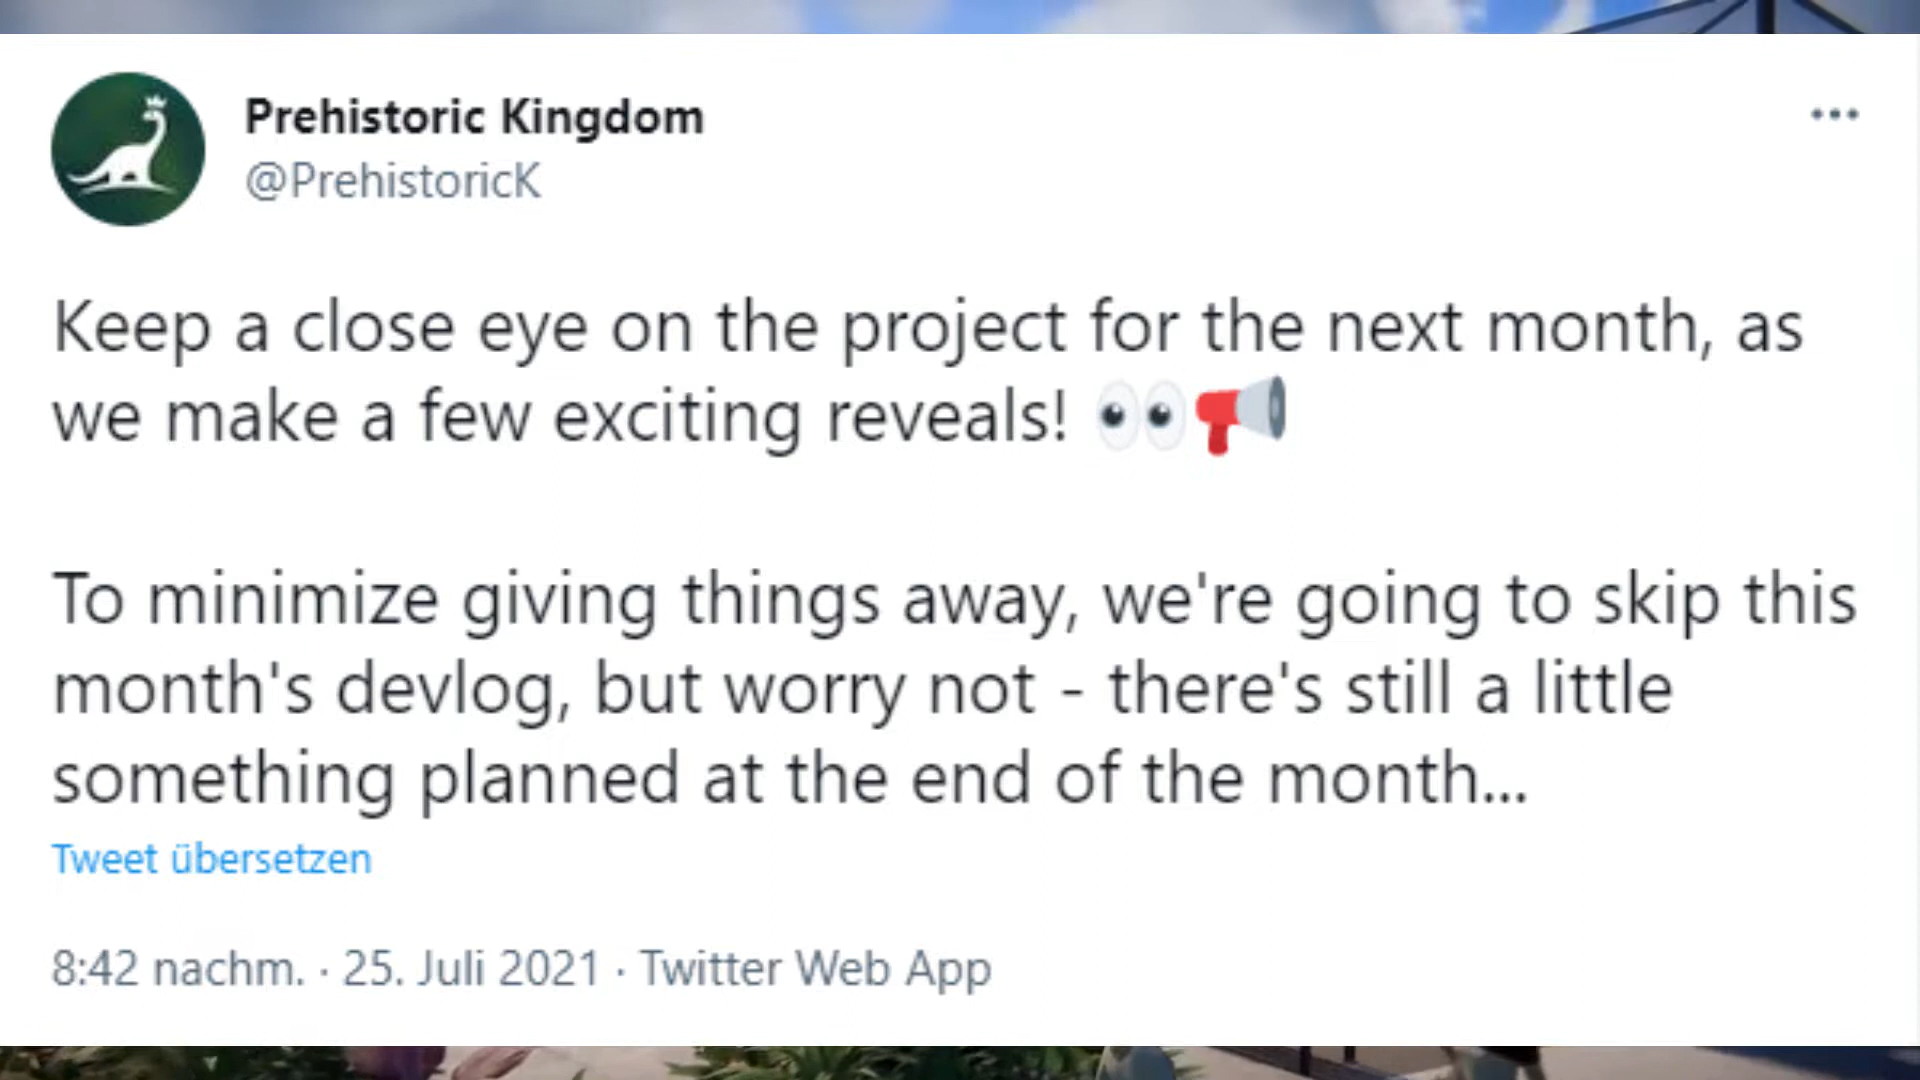 Prehistoric Kingdom
@PrehistoricK
Keep a close eye on the project for the next month, as
we make a few exciting reveals! 👀📢
To minimize giving things away, we're going to skip this
month's devlog, but worry not - there's still a little
something planned at the end of the month...
Tweet übersetzen
8:42 nachm. · 25. Juli 2021 · Twitter Web App